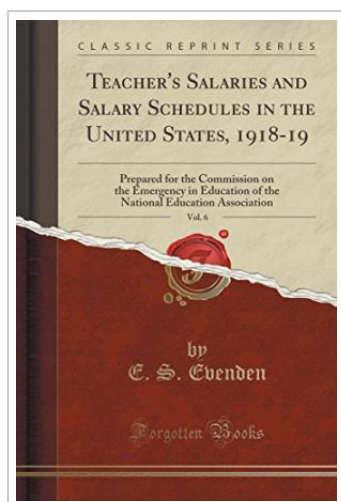 CLASSIC REPRINT SERIES
TEACHER'S SALARIES AND
SALARY SCHEDULES IN THE
UNITED STATES, 1918-19
Prepared for the Commission on
the Emergency in Education of the
National Education Association
Vol. 6
by
E. S. Evenden
Forgotten Books